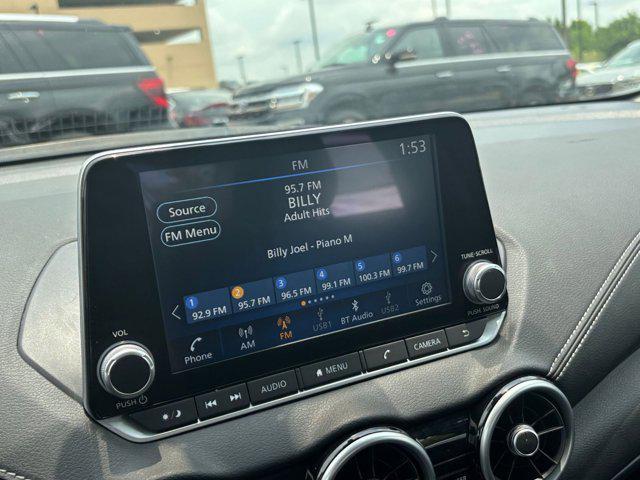 FM
1:53
95.7 FM
BILLY
Adult Hits
Source
FM Menu
Billy Joel - Piano M
1 2 3 4 5 6
92.9 FM 95.7 FM 96.5 FM 99.1 FM 100.3 FM 99.7 FM
Phone AM FM USB1 BT Audio USB2 Settings
VOL
PUSH
TUNE·SCROLL
PUSH SOUND
AUDIO MENU CAMERA